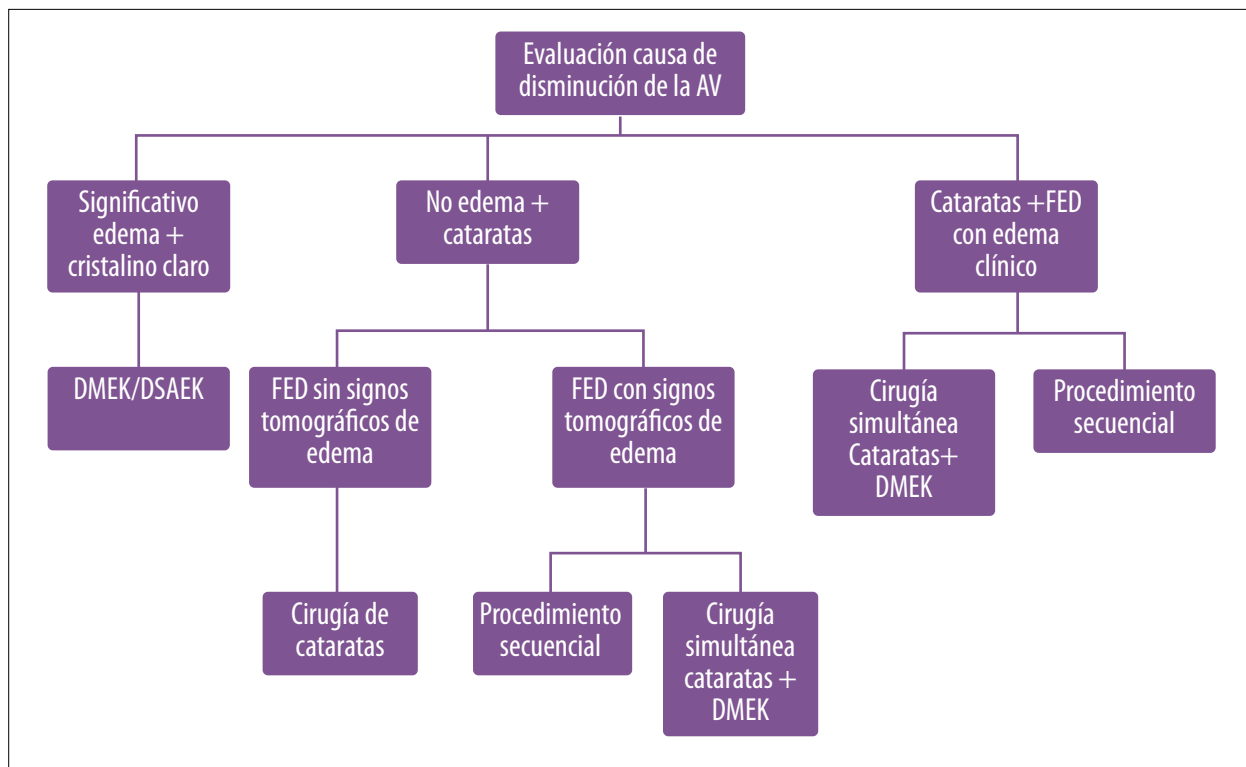 Evaluación causa de
disminución de la AV
Significativo
edema +
cristalino claro
No edema +
cataratas
Cataratas +FED
con edema
clínico
DMEK/DSAEK
FED sin signos
tomográficos de
edema
FED con signos
tomográficos de
edema
Cirugía
simultánea
Cataratas+
DMEK
Procedimiento
secuencial
Cirugía de
cataratas
Procedimiento
secuencial
Cirugía
simultánea
cataratas +
DMEK